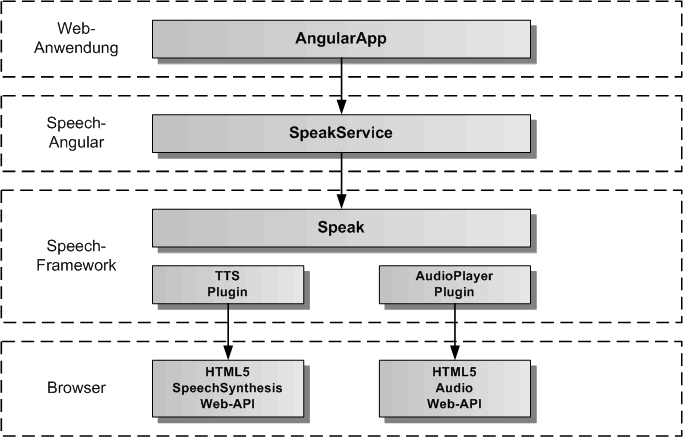 Web-
Anwendung
AngularApp
Speech-
Angular
SpeakService
Speech-
Framework
Speak
TTS
Plugin
AudioPlayer
Plugin
Browser
HTML5
SpeechSynthesis
Web-API
HTML5
Audio
Web-API